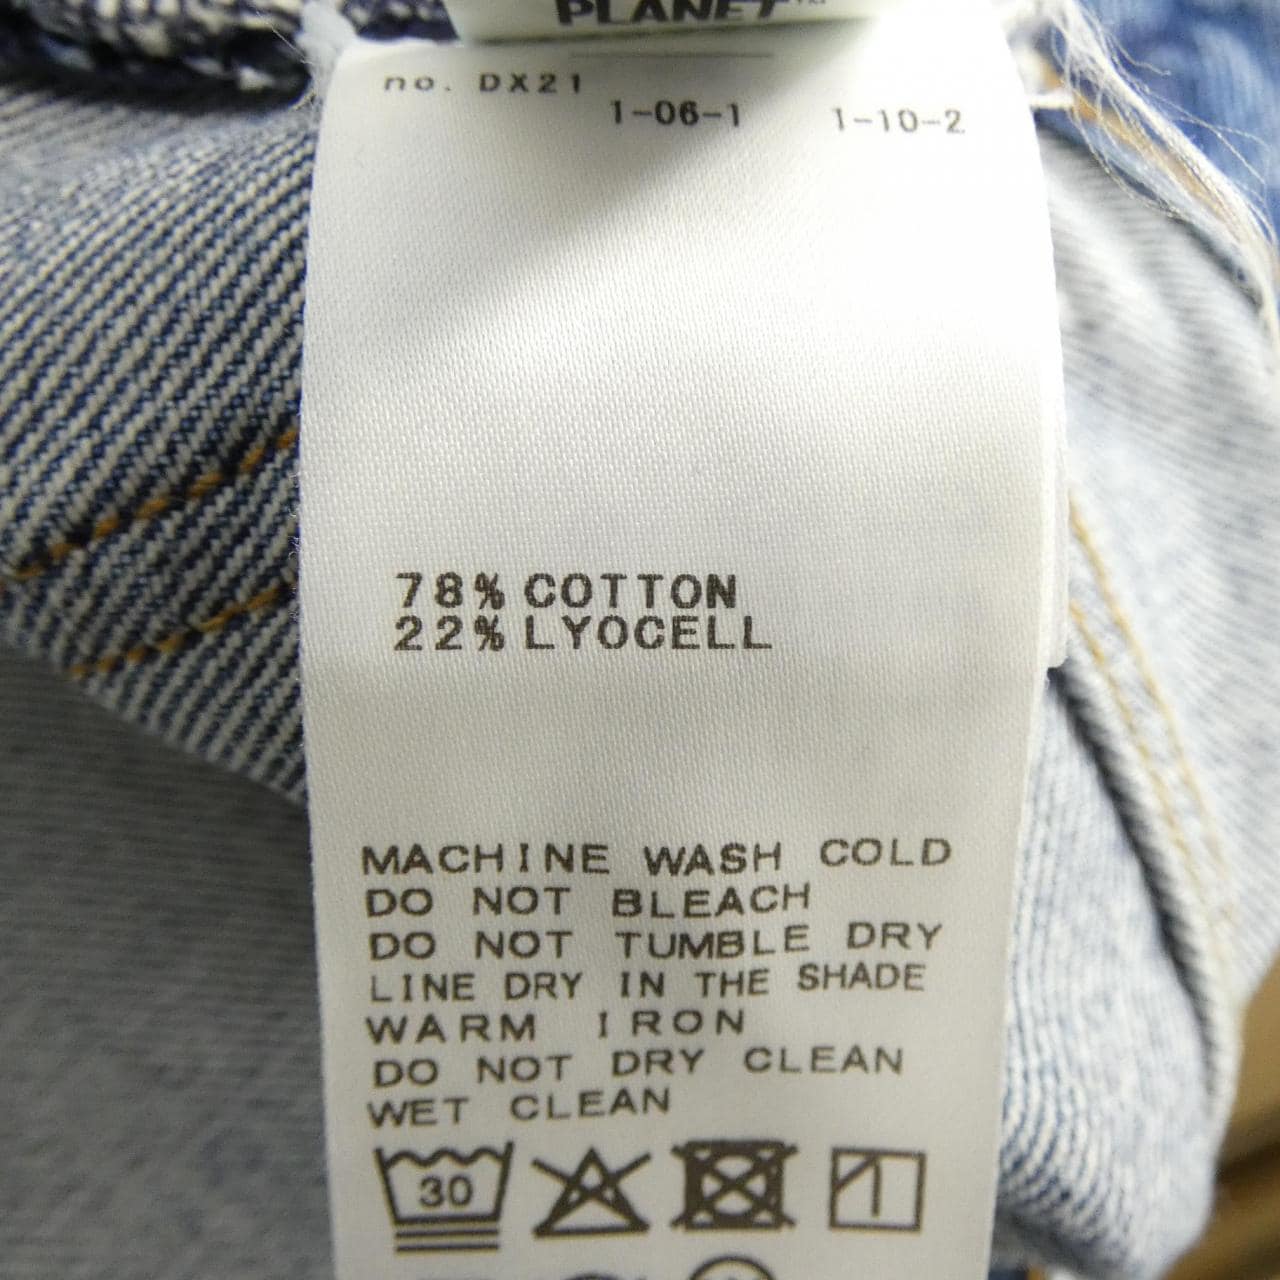 PLANET™
no. DX21
1-06-1 1-10-2
78% COTTON
22% LYOCELL
MACHINE WASH COLD
DO NOT BLEACH
DO NOT TUMBLE DRY
LINE DRY IN THE SHADE
WARM IRON
DO NOT DRY CLEAN
WET CLEAN
30